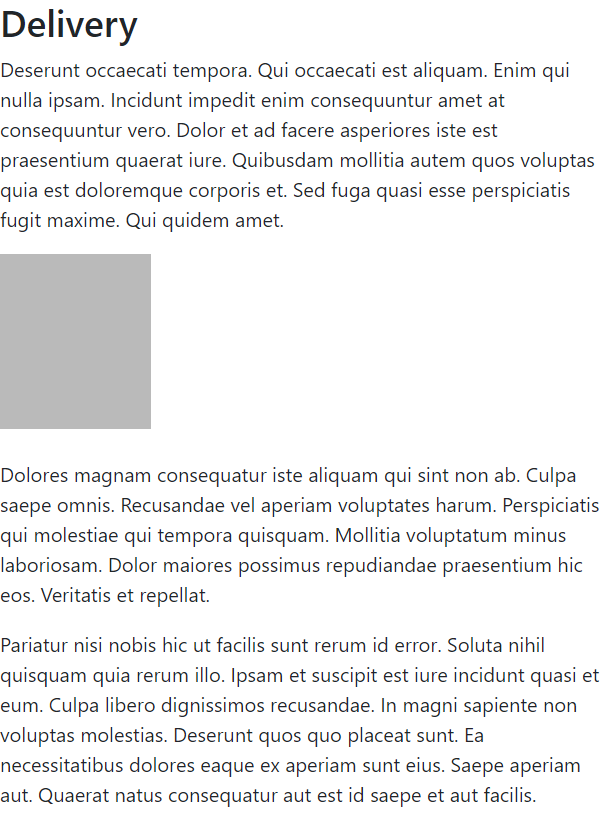 Delivery
Deserunt occaecati tempora. Qui occaecati est aliquam. Enim qui
nulla ipsam. Incidunt impedit enim consequuntur amet at
consequuntur vero. Dolor et ad facere asperiores iste est
praesentium quaerat iure. Quibusdam mollitia autem quos voluptas
quia est doloremque corporis et. Sed fuga quasi esse perspiciatis
fugit maxime. Qui quidem amet.
Dolores magnam consequatur iste aliquam qui sint non ab. Culpa
saepe omnis. Recusandae vel aperiam voluptates harum. Perspiciatis
qui molestiae qui tempora quisquam. Mollitia voluptatum minus
laboriosam. Dolor maiores possimus repudiandae praesentium hic
eos. Veritatis et repellat.
Pariatur nisi nobis hic ut facilis sunt rerum id error. Soluta nihil
quisquam quia rerum illo. Ipsam et suscipit est iure incidunt quasi et
eum. Culpa libero dignissimos recusandae. In magni sapiente non
voluptas molestias. Deserunt quos quo placeat sunt. Ea
necessitatibus dolores eaque ex aperiam sunt eius. Saepe aperiam
aut. Quaerat natus consequatur aut est id saepe et aut facilis.